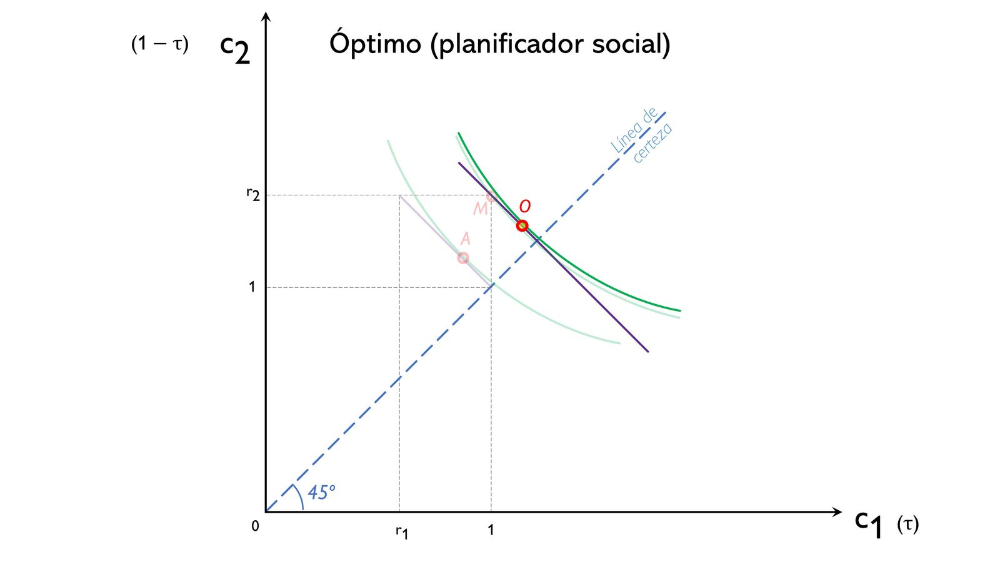 (1 – τ) c2
Óptimo (planificador social)
Línea de
certeza
r2
M
O
A
1
45º
0
r1
1
c1 (τ)